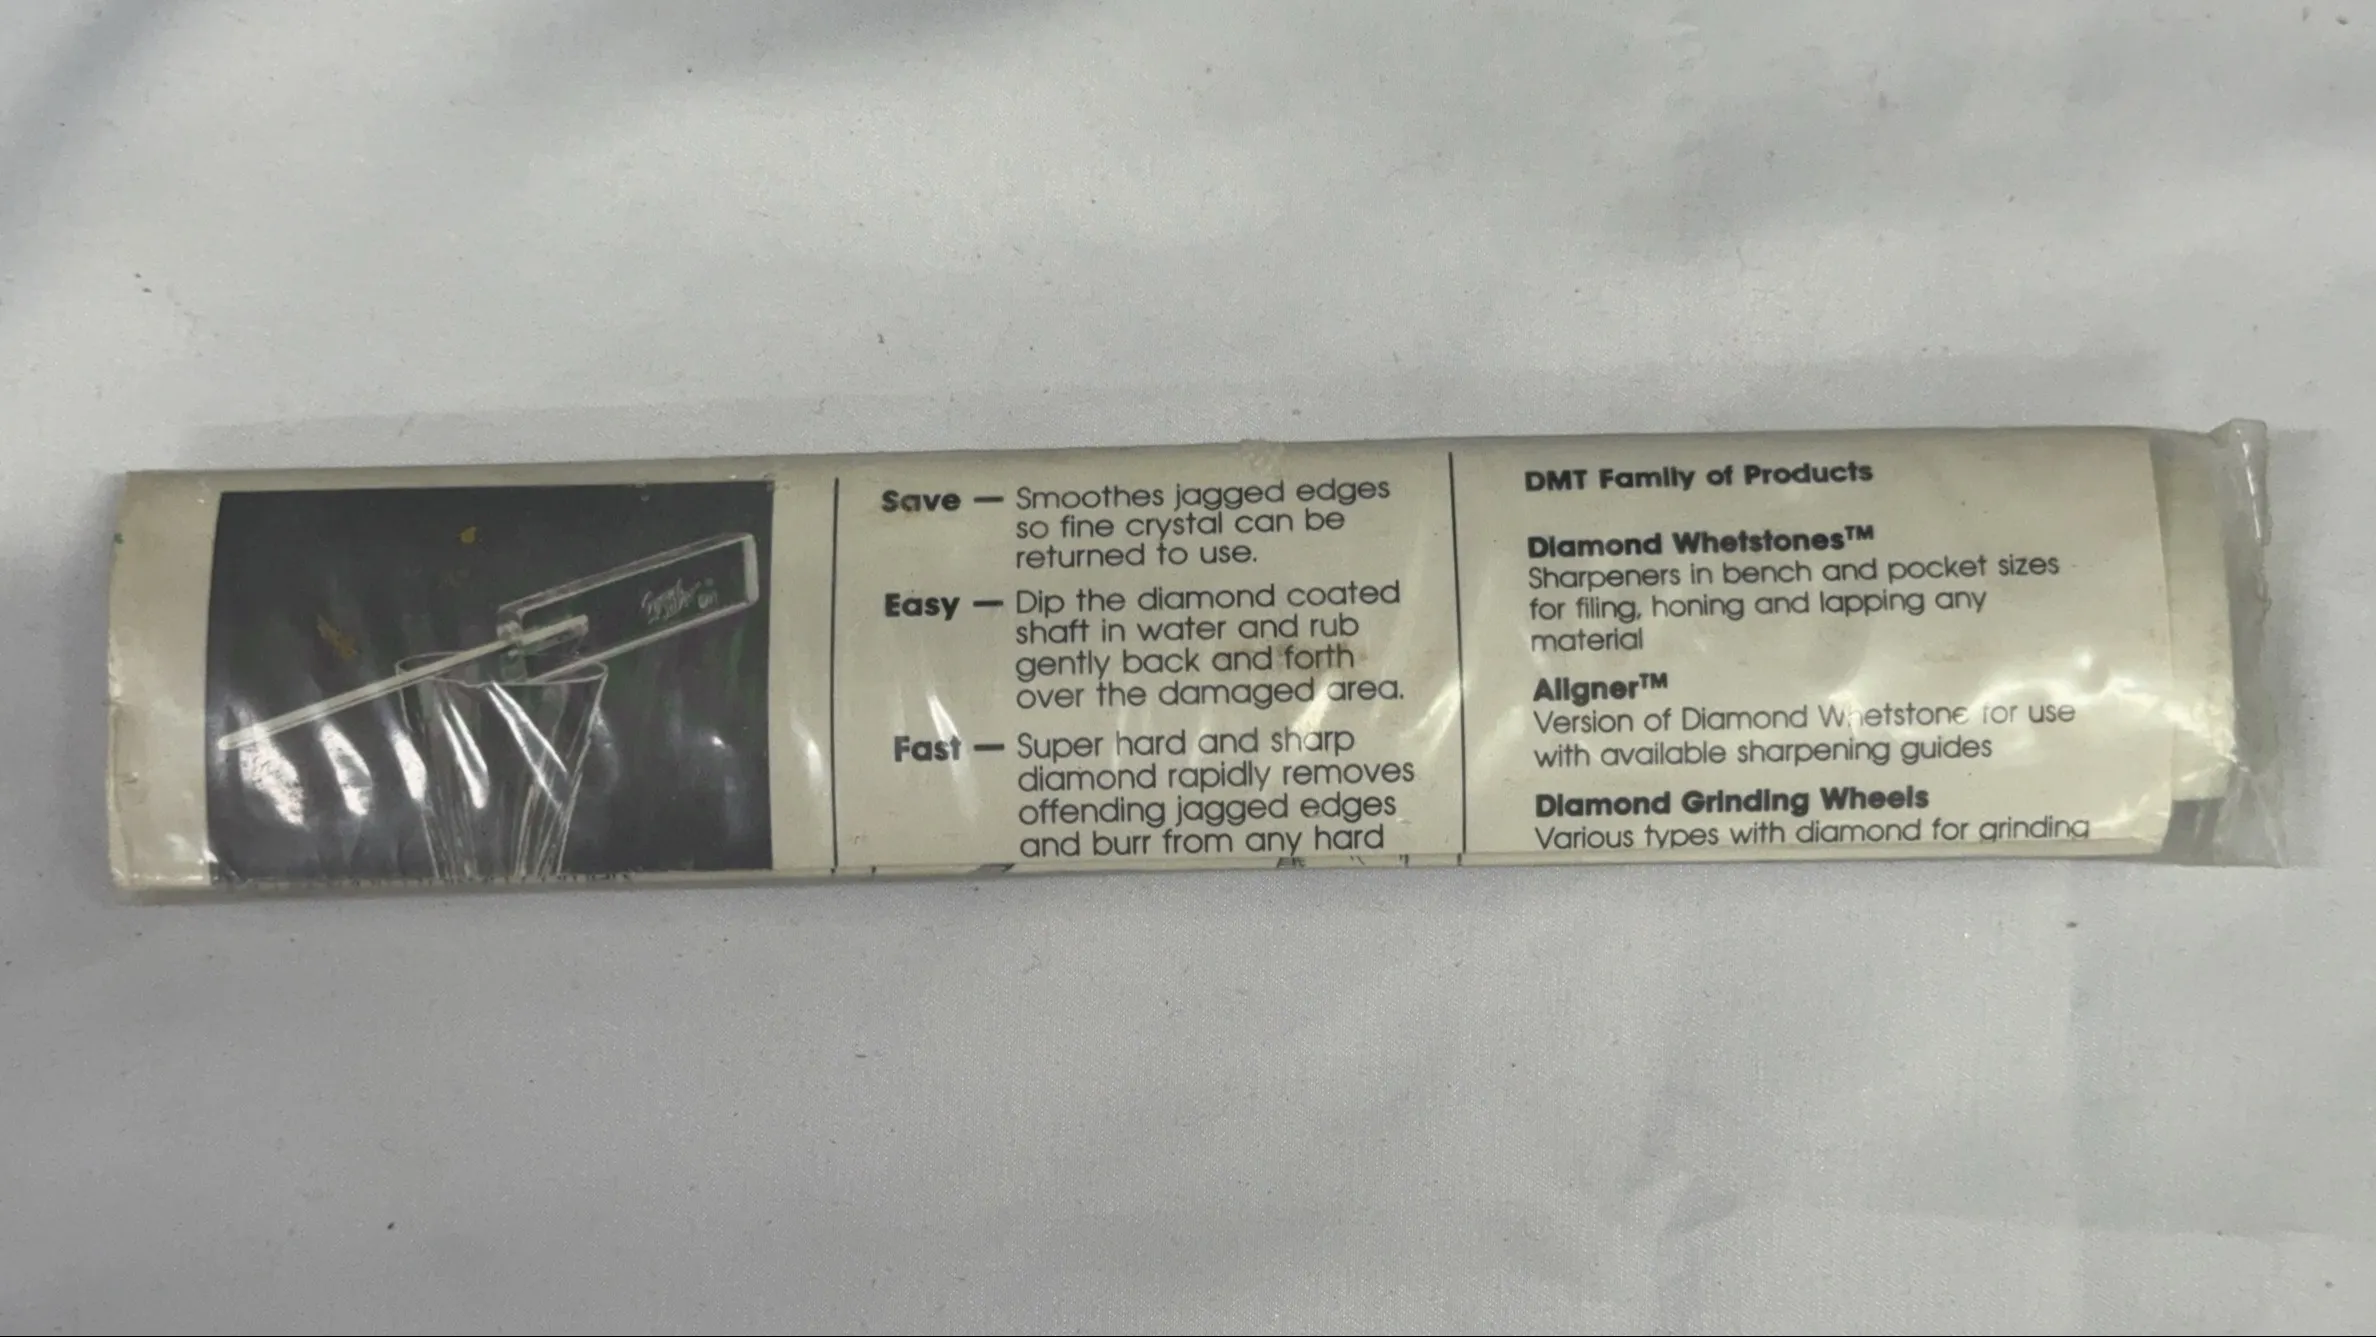 Save — Smoothes jagged edges
so fine crystal can be
returned to use.
Easy — Dip the diamond coated
shaft in water and rub
gently back and forth
over the damaged area.
Fast — Super hard and sharp
diamond rapidly removes
offending jagged edges
and burr from any hard
DMT Family of Products
Diamond Whetstones™
Sharpeners in bench and pocket sizes
for filing, honing and lapping any
material
Aligner™
Version of Diamond Whetstone for use
with available sharpening guides
Diamond Grinding Wheels
Various types with diamond for grinding